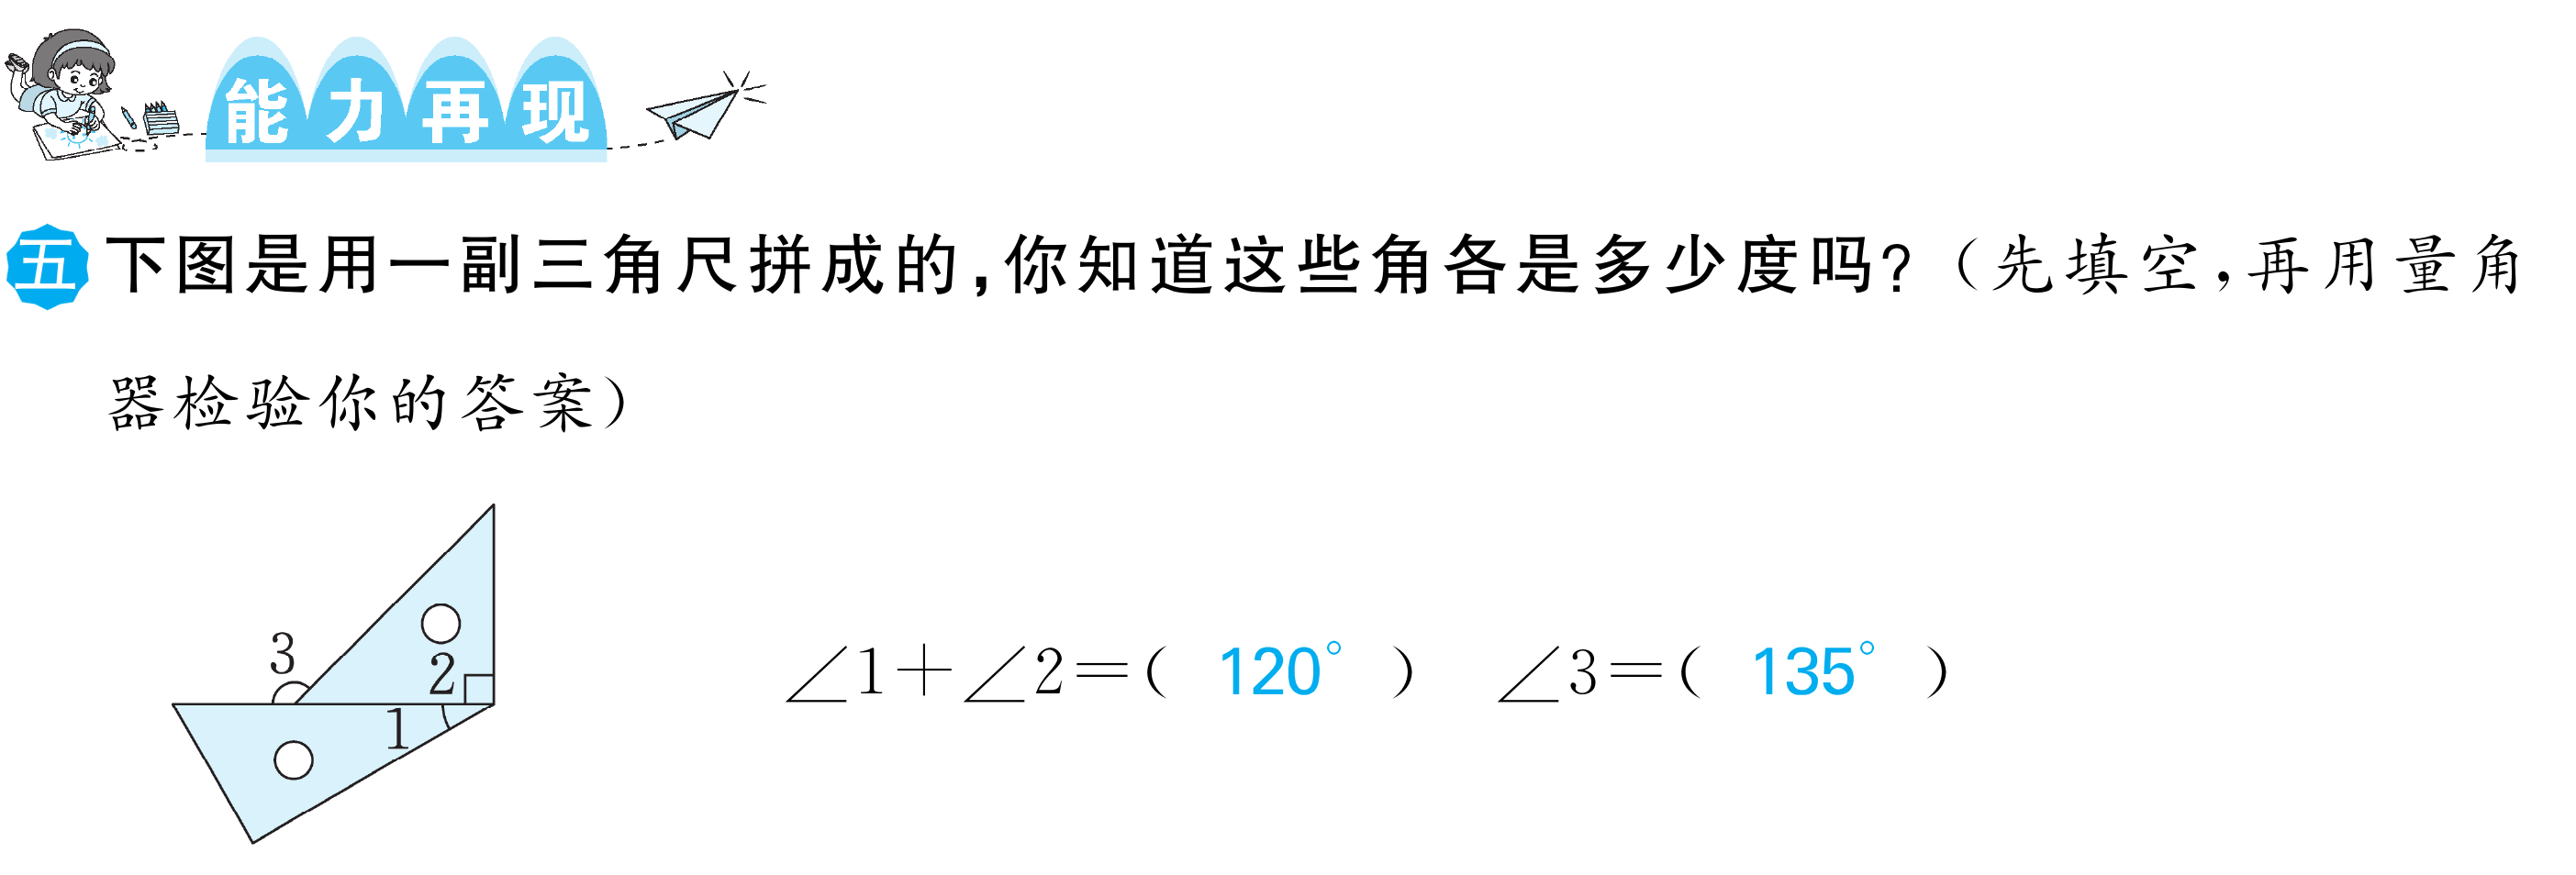 能力再现
五 下图是用一副三角尺拼成的,你知道这些角各是多少度吗?(先填空,再用量角
器检验你的答案)
3
2
1
∠1+∠2=( 120° ) ∠3=( 135° )